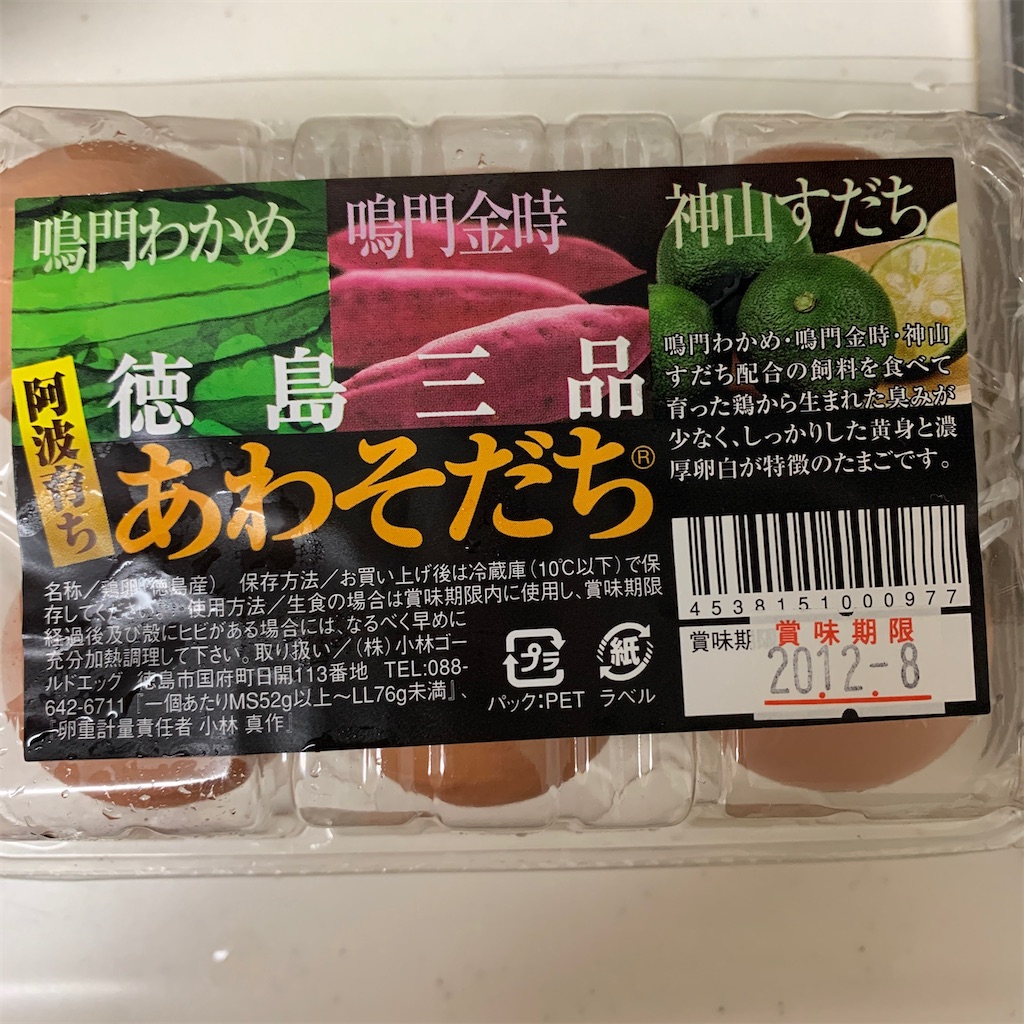 鳴門わかめ
鳴門金時
神山すだち
徳島三品
阿波育ち
あわそだち®
鳴門わかめ・鳴門金時・神山
すだち配合の飼料を食べて
育った鶏から生まれた臭みが
少なく、しっかりした黄身と濃
厚卵白が特徴のたまごです。
名称／鶏卵(徳島産) 保存方法／お買い上げ後は冷蔵庫(10℃以下)で保
存してください。 使用方法／生食の場合は賞味期限内に使用し、賞味期限
経過後及び殻にヒビがある場合には、なるべく早めに
充分加熱調理して下さい。取り扱い／(株)小林ゴー
ルドエッグ 徳島市国府町日開113番地 TEL:088-
642-6711『一個あたりMS52g以上〜LL76g未満』、
『卵重計量責任者 小林 真作』
プラ
パック:PET
紙
ラベル
4538151000977
賞味期
賞味期限
2012.-8